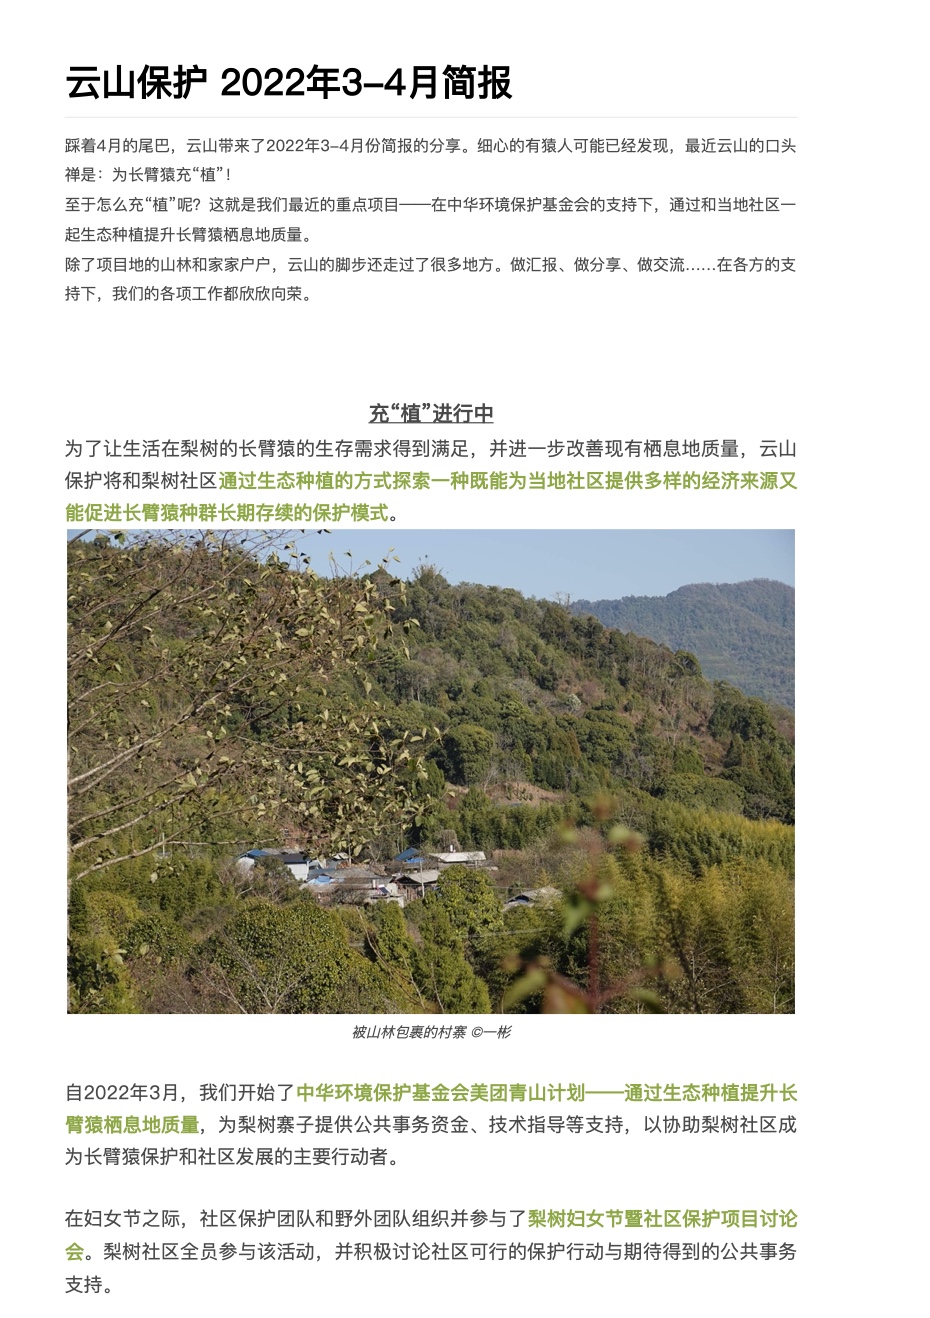 云山保护 2022年3-4月简报
踩着4月的尾巴，云山带来了2022年3-4月份简报的分享。细心的有猿人可能已经发现，最近云山的口头
禅是：为长臂猿充“植”！
至于怎么充“植”呢？这就是我们最近的重点项目——在中华环境保护基金会的支持下，通过和当地社区一
起生态种植提升长臂猿栖息地质量。
除了项目地的山林和家家户户，云山的脚步还走过了很多地方。做汇报、做分享、做交流……在各方的支
持下，我们的各项工作都欣欣向荣。
充“植”进行中
为了让生活在梨树的长臂猿的生存需求得到满足，并进一步改善现有栖息地质量，云山
保护将和梨树社区通过生态种植的方式探索一种既能为当地社区提供多样的经济来源又
能促进长臂猿种群长期存续的保护模式。
被山林包裹的村寨 ©一彬
自2022年3月，我们开始了中华环境保护基金会美团青山计划——通过生态种植提升长
臂猿栖息地质量，为梨树寨子提供公共事务资金、技术指导等支持，以协助梨树社区成
为长臂猿保护和社区发展的主要行动者。
在妇女节之际，社区保护团队和野外团队组织并参与了梨树妇女节暨社区保护项目讨论
会。梨树社区全员参与该活动，并积极讨论社区可行的保护行动与期待得到的公共事务
支持。